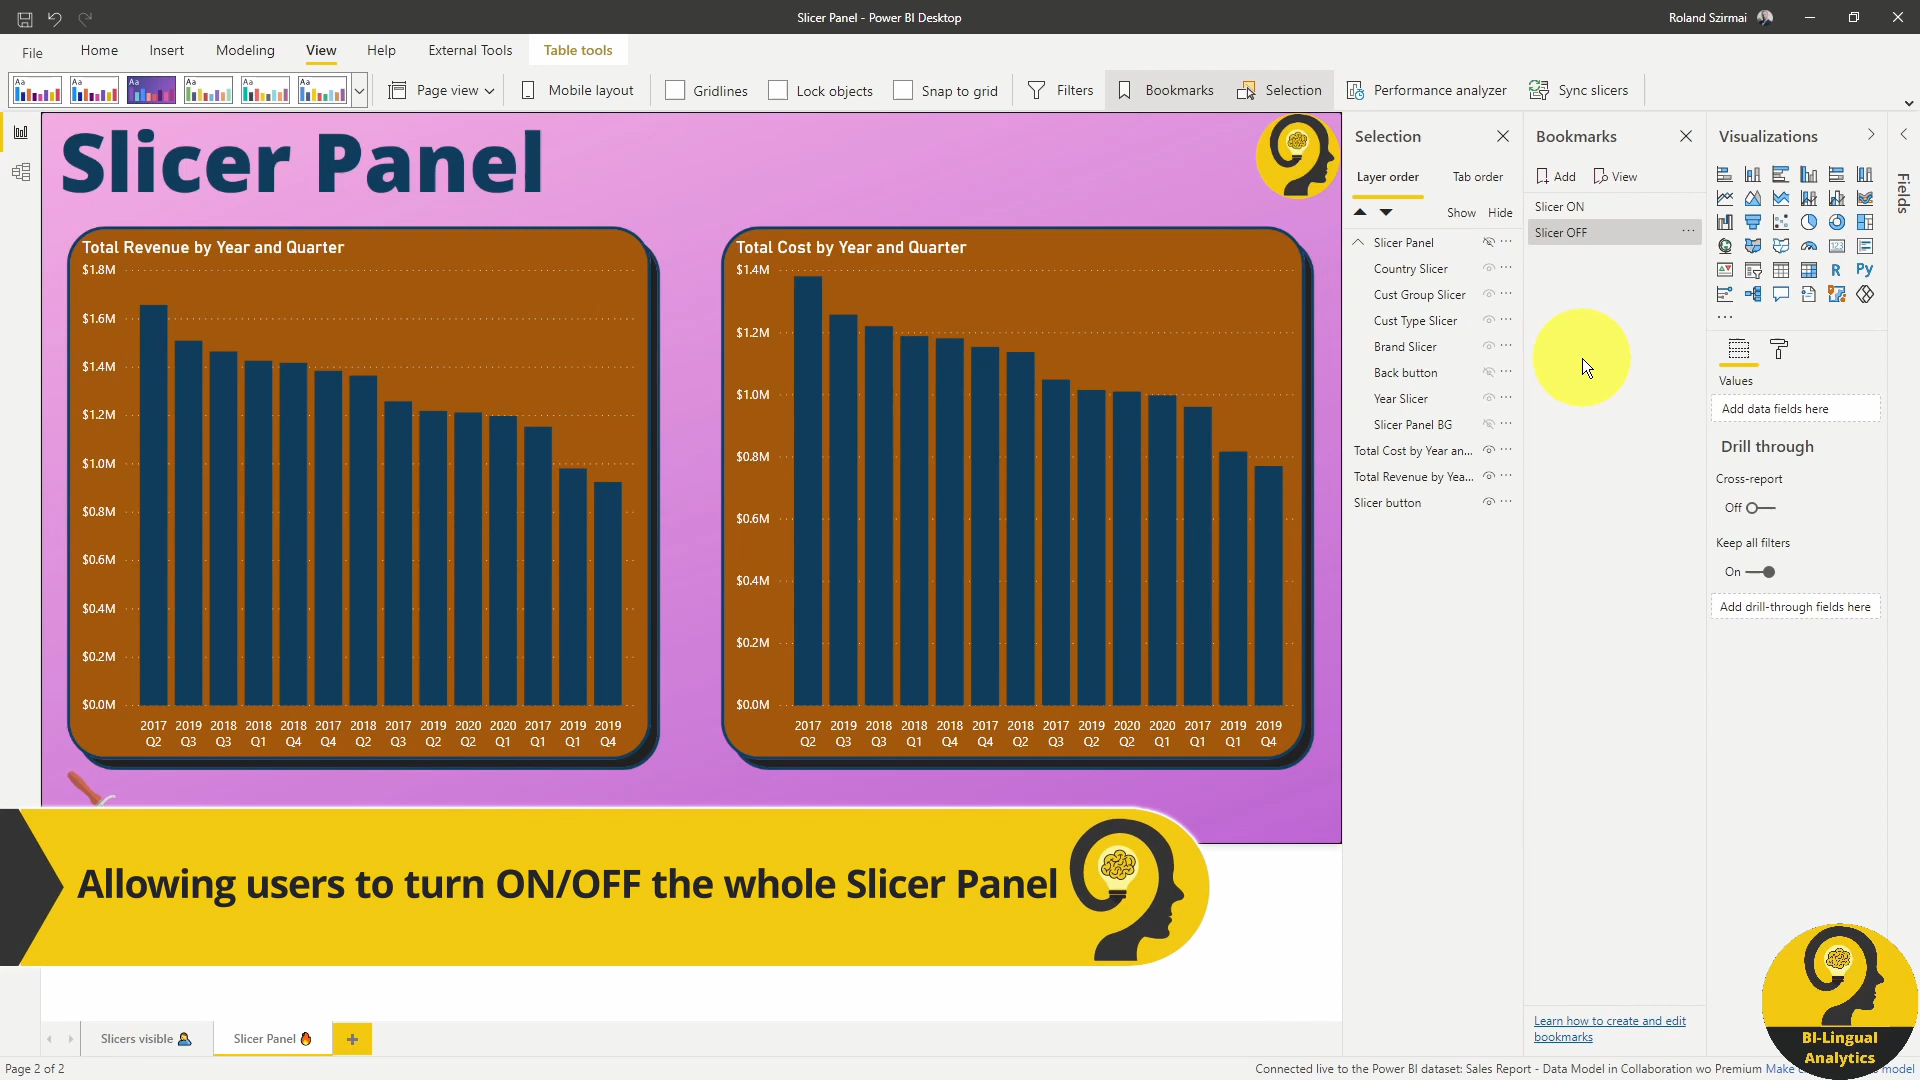 Slicer Panel - Power BI Desktop
Roland Szirmai
File
Home
Insert
Modeling
View
Help
External Tools
Table tools
Aa
Aa
Aa
Aa
Aa
Aa
Page view
Mobile layout
Gridlines
Lock objects
Snap to grid
Filters
Bookmarks
Selection
Performance analyzer
Sync slicers
Slicer Panel
Total Revenue by Year and Quarter
$1.8M
$1.6M
$1.4M
$1.2M
$1.0M
$0.8M
$0.6M
$0.4M
$0.2M
$0.0M
2017 2019 2018 2018 2018 2017 2018 2017 2019 2020 2020 2017 2019 2019
Q2 Q3 Q3 Q1 Q4 Q4 Q2 Q3 Q2 Q2 Q1 Q1 Q1 Q4
Total Cost by Year and Quarter
$1.4M
$1.2M
$1.0M
$0.8M
$0.6M
$0.4M
$0.2M
$0.0M
2017 2019 2018 2018 2018 2017 2018 2017 2019 2020 2020 2017 2019 2019
Q2 Q3 Q3 Q1 Q4 Q4 Q2 Q3 Q2 Q2 Q1 Q1 Q1 Q4
Allowing users to turn ON/OFF the whole Slicer Panel
Selection
Layer order
Tab order
Show Hide
Slicer Panel
Country Slicer
Cust Group Slicer
Cust Type Slicer
Brand Slicer
Back button
Year Slicer
Slicer Panel BG
Total Cost by Year an...
Total Revenue by Yea...
Slicer button
Bookmarks
Add
View
Slicer ON
Slicer OFF
Learn how to create and edit
bookmarks
Visualizations
R
Py
Values
Add data fields here
Drill through
Cross-report
Off
Keep all filters
On
Add drill-through fields here
Fields
Slicers visible
Slicer Panel
Page 2 of 2
Connected live to the Power BI dataset: Sales Report - Data Model in Collaboration wo Premium Make
model
BI-Lingual
Analytics